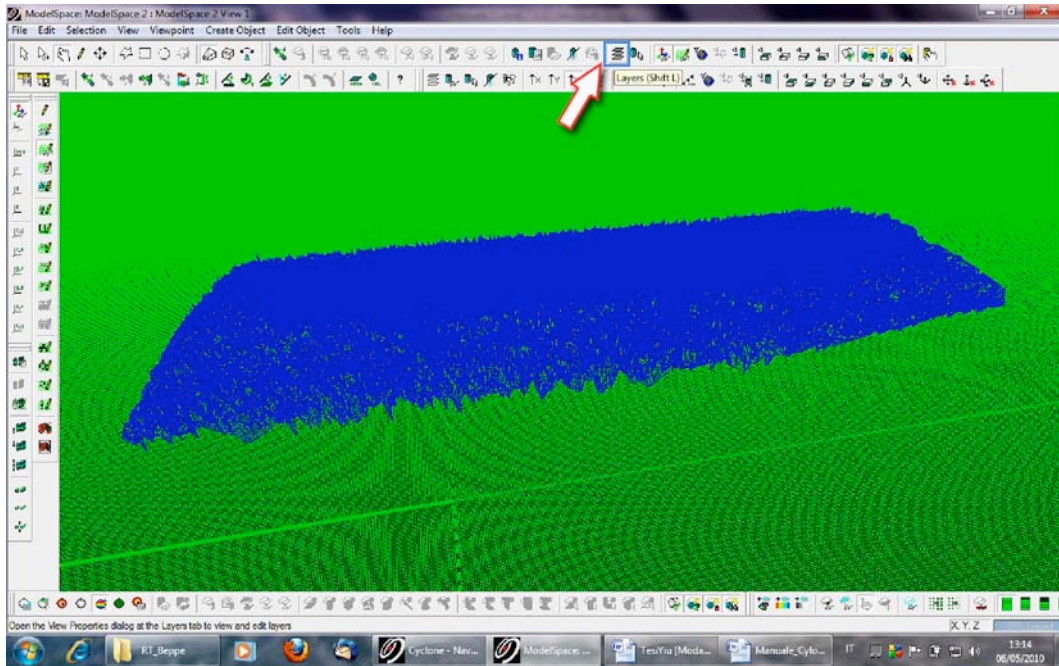 ModelSpace: ModelSpace 2 : ModelSpace 2 View 1
File Edit Selection View Viewpoint Create Object Edit Object Tools Help
Layers (Shift L)
Open the View Properties dialog at the Layers tab to view and edit layers
X, Y, Z
RT_Beppe
Cyclone - Nav...
ModelSpace: ...
TesiYiu [Moda...
Manuale_Cylo...
IT
13:14
06/05/2010